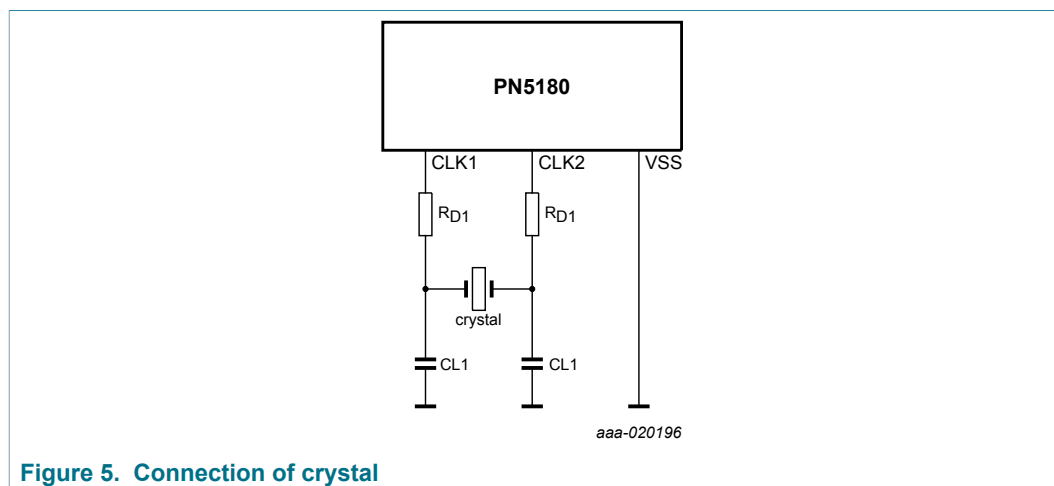 PN5180
CLK1 CLK2 VSS
RD1 RD1
crystal
CL1 CL1
aaa-020196
Figure 5. Connection of crystal